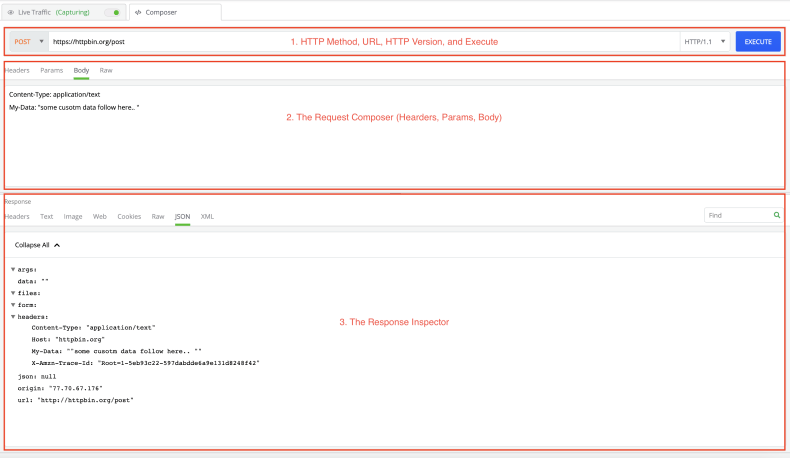 Live Traffic (Capturing) Composer
POST https://httpbin.org/post 1. HTTP Method, URL, HTTP Version, and Execute HTTP/1.1 EXECUTE
Headers Params Body Raw
Content-Type: application/text
My-Data: "some cusotm data follow here.. "
2. The Request Composer (Hearders, Params, Body)
Response
Headers Text Image Web Cookies Raw JSON XML Find
Collapse All
args:
data: ""
files:
form:
headers:
Content-Type: "application/text"
3. The Response Inspector
Host: "httpbin.org"
My-Data: ""some cusotm data follow here.. ""
X-Amzn-Trace-Id: "Root=1-5eb93c22-597dabdde6a9e131d8248f42"
json: null
origin: "77.70.67.176"
url: "http://httpbin.org/post"